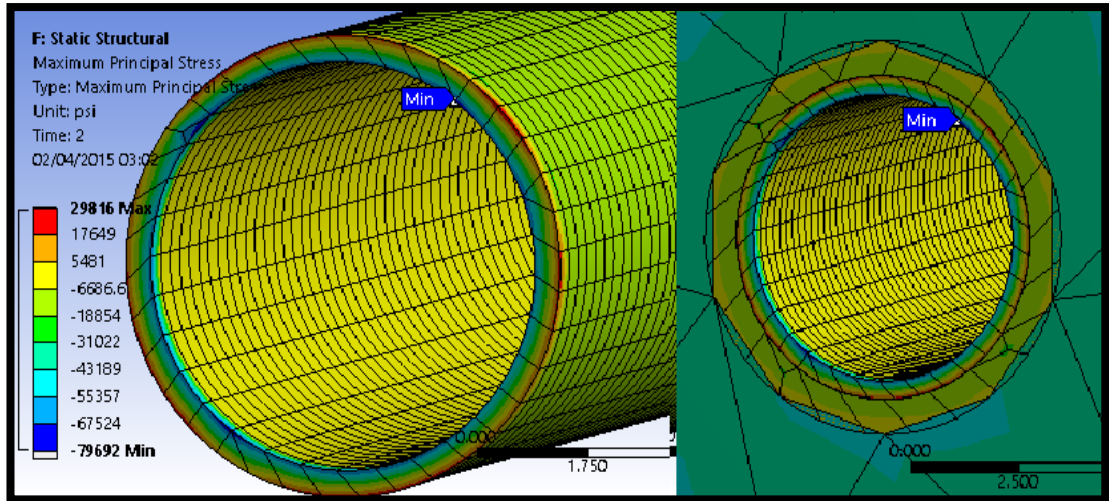 F: Static Structural
Maximum Principal Stress
Type: Maximum Principal Stress
Unit: psi
Time: 2
02/04/2015 03:02
29816 Max
17649
5481
-6686.6
-18854
-31022
-43189
-55357
-67524
-79692 Min
Min
0.000
1.750
Min
0.000
2.500